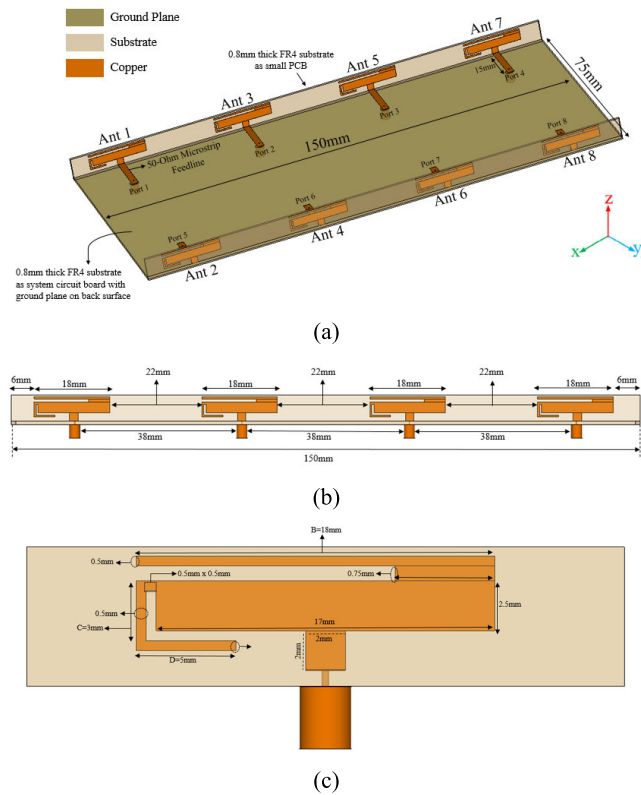 Ground Plane
Substrate
Copper
0.8mm thick FR4 substrate
as small PCB
Ant 7
Ant 5
Ant 3
Ant 1
15mm
Port 4
75mm
Port 3
150mm
Port 2
50-Ohm Microstrip
Feedline
Port 1
Port 8
Port 7
Port 6
Port 5
Ant 8
Ant 6
Ant 4
Ant 2
0.8mm thick FR4 substrate
as system circuit board with
ground plane on back surface
z
x
y
(a)
22mm 22mm 22mm
6mm 18mm 18mm 18mm 18mm 6mm
38mm 38mm 38mm
150mm
(b)
B=18mm
0.5mm
0.5mm x 0.5mm 0.75mm
0.5mm
2.5mm
C=3mm
17mm
2mm
2mm
D=5mm
(c)